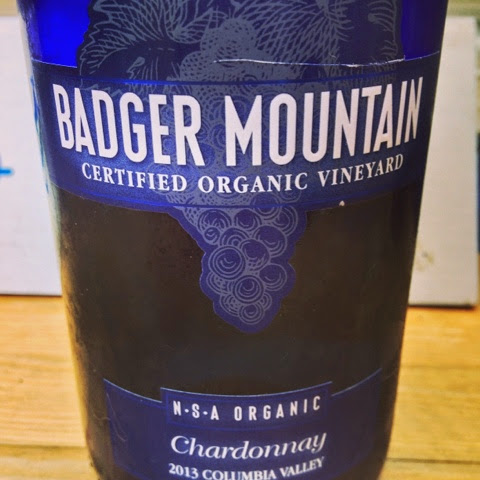 BADGER MOUNTAIN
CERTIFIED ORGANIC VINEYARD
N·S·A ORGANIC
Chardonnay
2013 COLUMBIA VALLEY